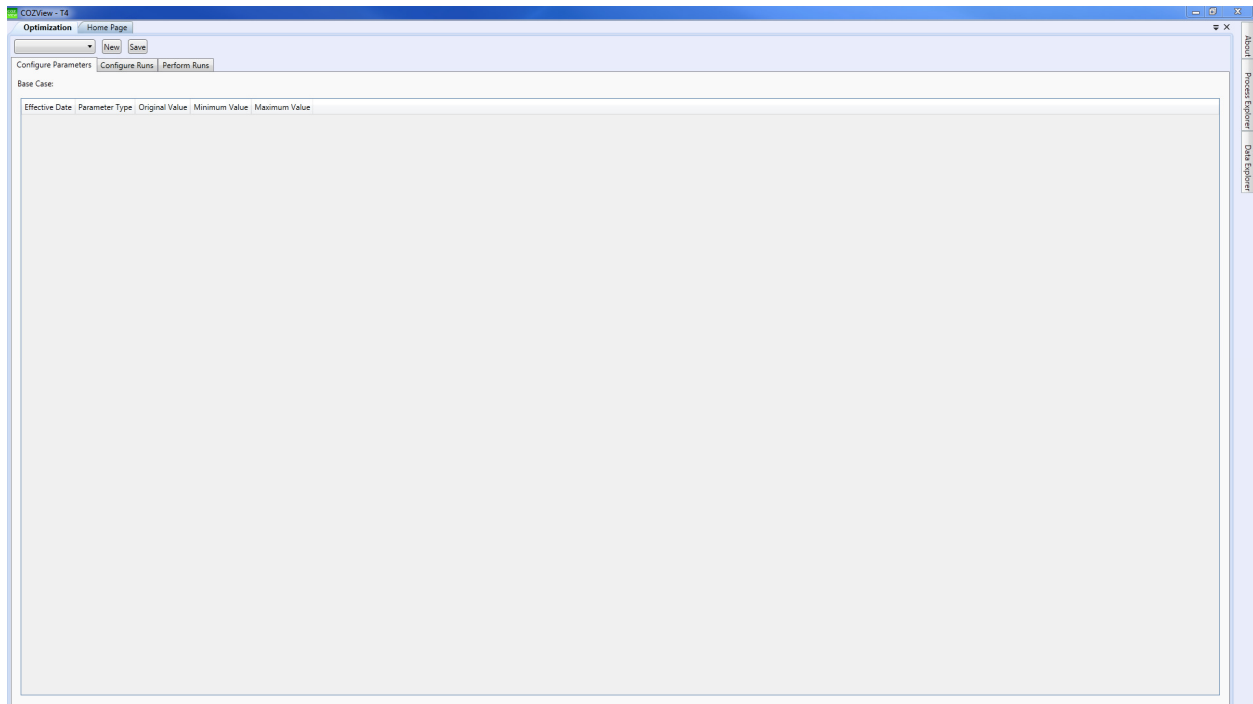 COZView - T4
Optimization Home Page
New Save
Configure Parameters Configure Runs Perform Runs
Base Case:
Effective Date Parameter Type Original Value Minimum Value Maximum Value
About
Process Explorer
Data Explorer